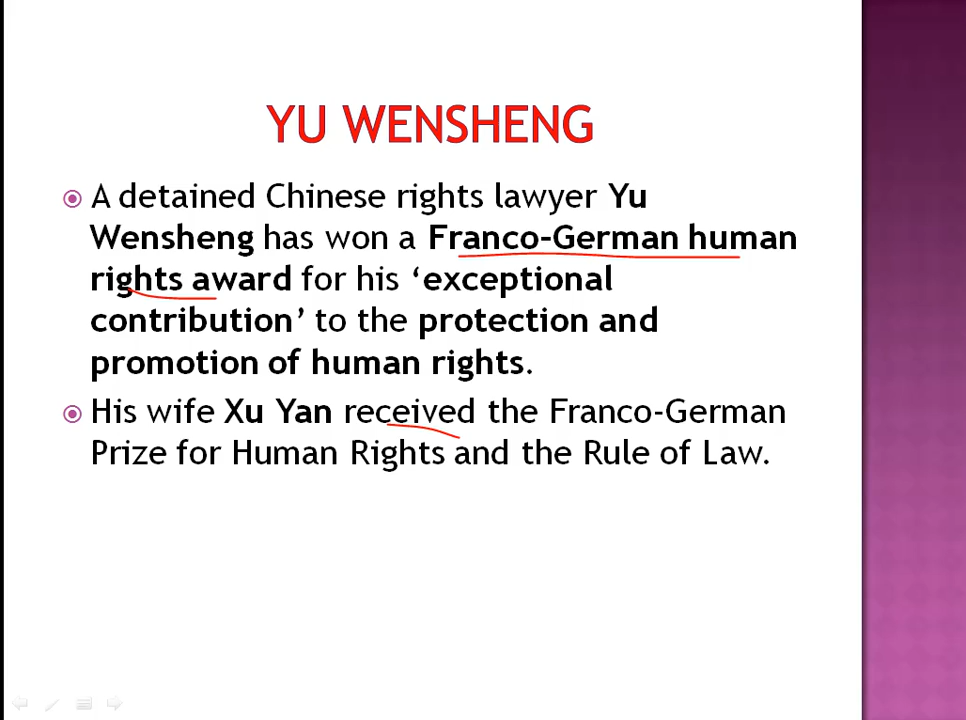 YU WENSHENG
A detained Chinese rights lawyer Yu
Wensheng has won a Franco-German human
rights award for his ‘exceptional
contribution’ to the protection and
promotion of human rights.
His wife Xu Yan received the Franco-German
Prize for Human Rights and the Rule of Law.